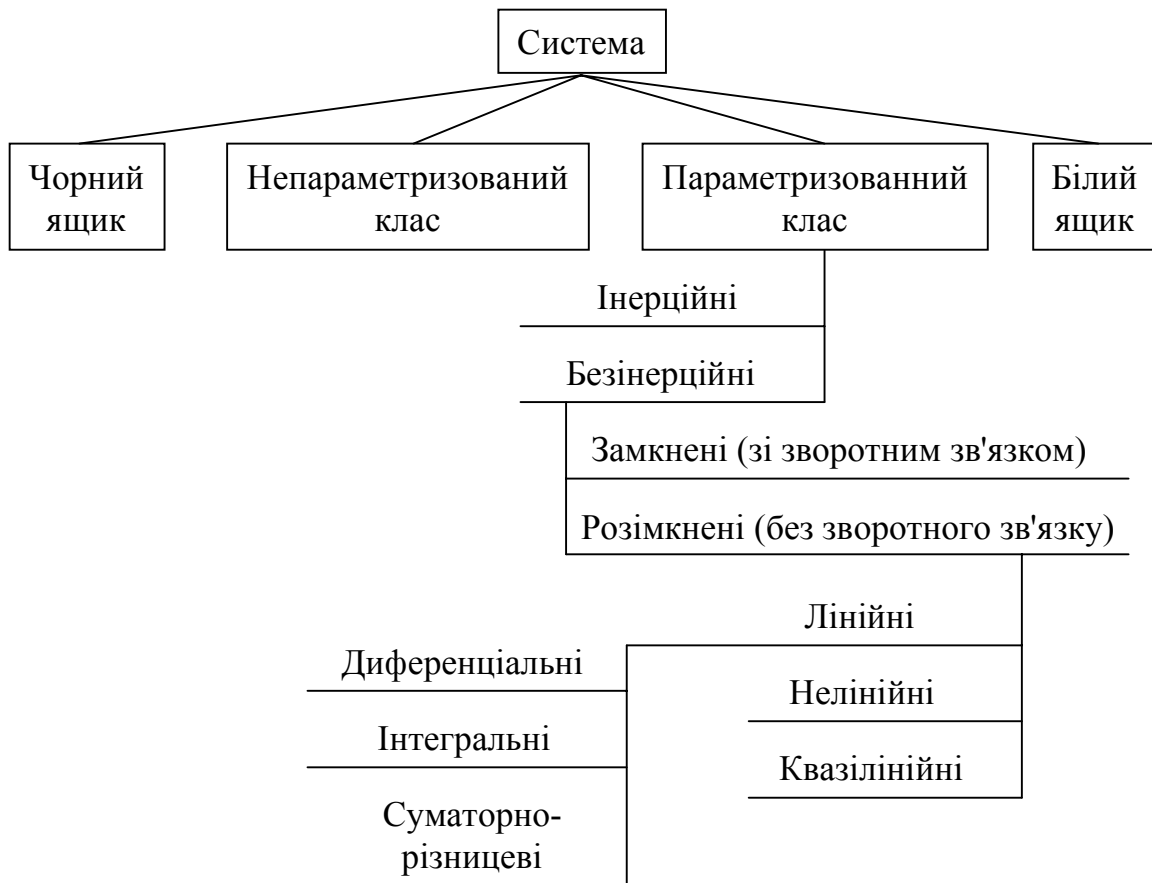 Система
Чорний
ящик
Непараметризований
клас
Параметризованний
клас
Білий
ящик
Інерційні
Безінерційні
Замкнені (зі зворотним зв'язком)
Розімкнені (без зворотного зв'язку)
Лінійні
Нелінійні
Квазілінійні
Диференціальні
Інтегральні
Суматорно-
різницеві